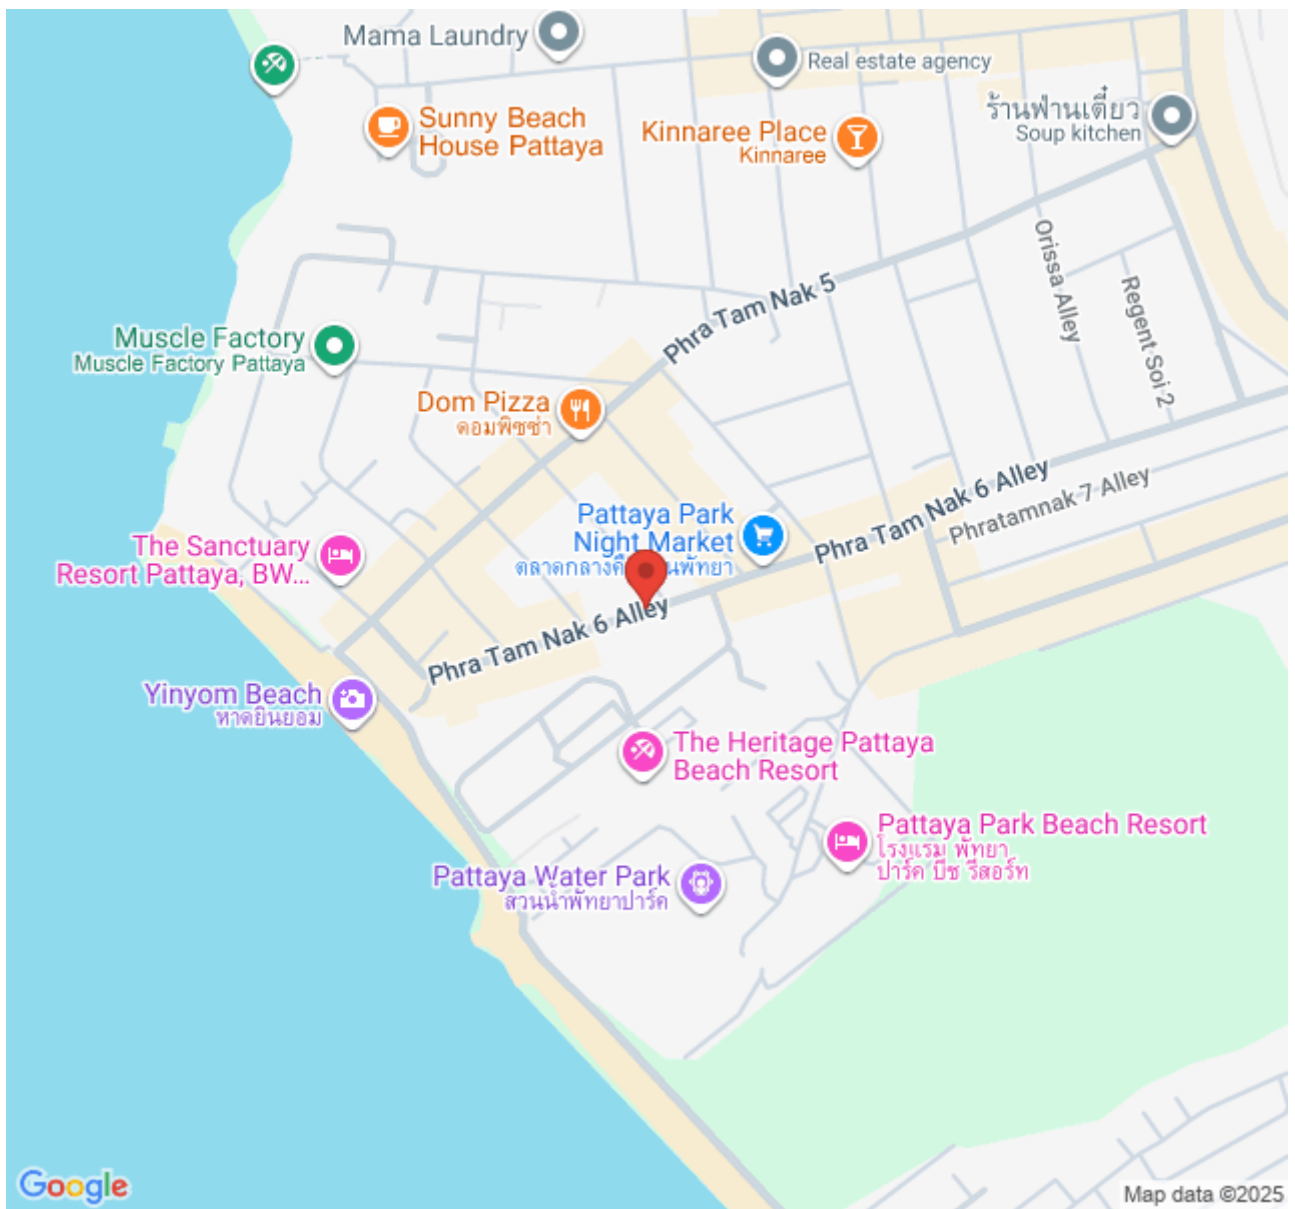 Mama Laundry
Real estate agency
Sunny Beach
House Pattaya
Kinnaree Place
Kinnaree
ร้านฟ่านเตี๋ยว
Soup kitchen
Orissa Alley
Regent Soi 2
Phra Tam Nak 5
Muscle Factory
Muscle Factory Pattaya
Dom Pizza
ดอมพิซซ่า
Phra Tam Nak 6 Alley
Phratamnak 7 Alley
Pattaya Park
Night Market
The Sanctuary
Resort Pattaya, BW...
Phra Tam Nak 6 Alley
Yinyom Beach
หาดยินยอม
The Heritage Pattaya
Beach Resort
Pattaya Park Beach Resort
โรงแรม พัทยา
ปาร์ค บีช รีสอร์ท
Pattaya Water Park
สวนน้ำพัทยาปาร์ค
Google
Map data ©2025